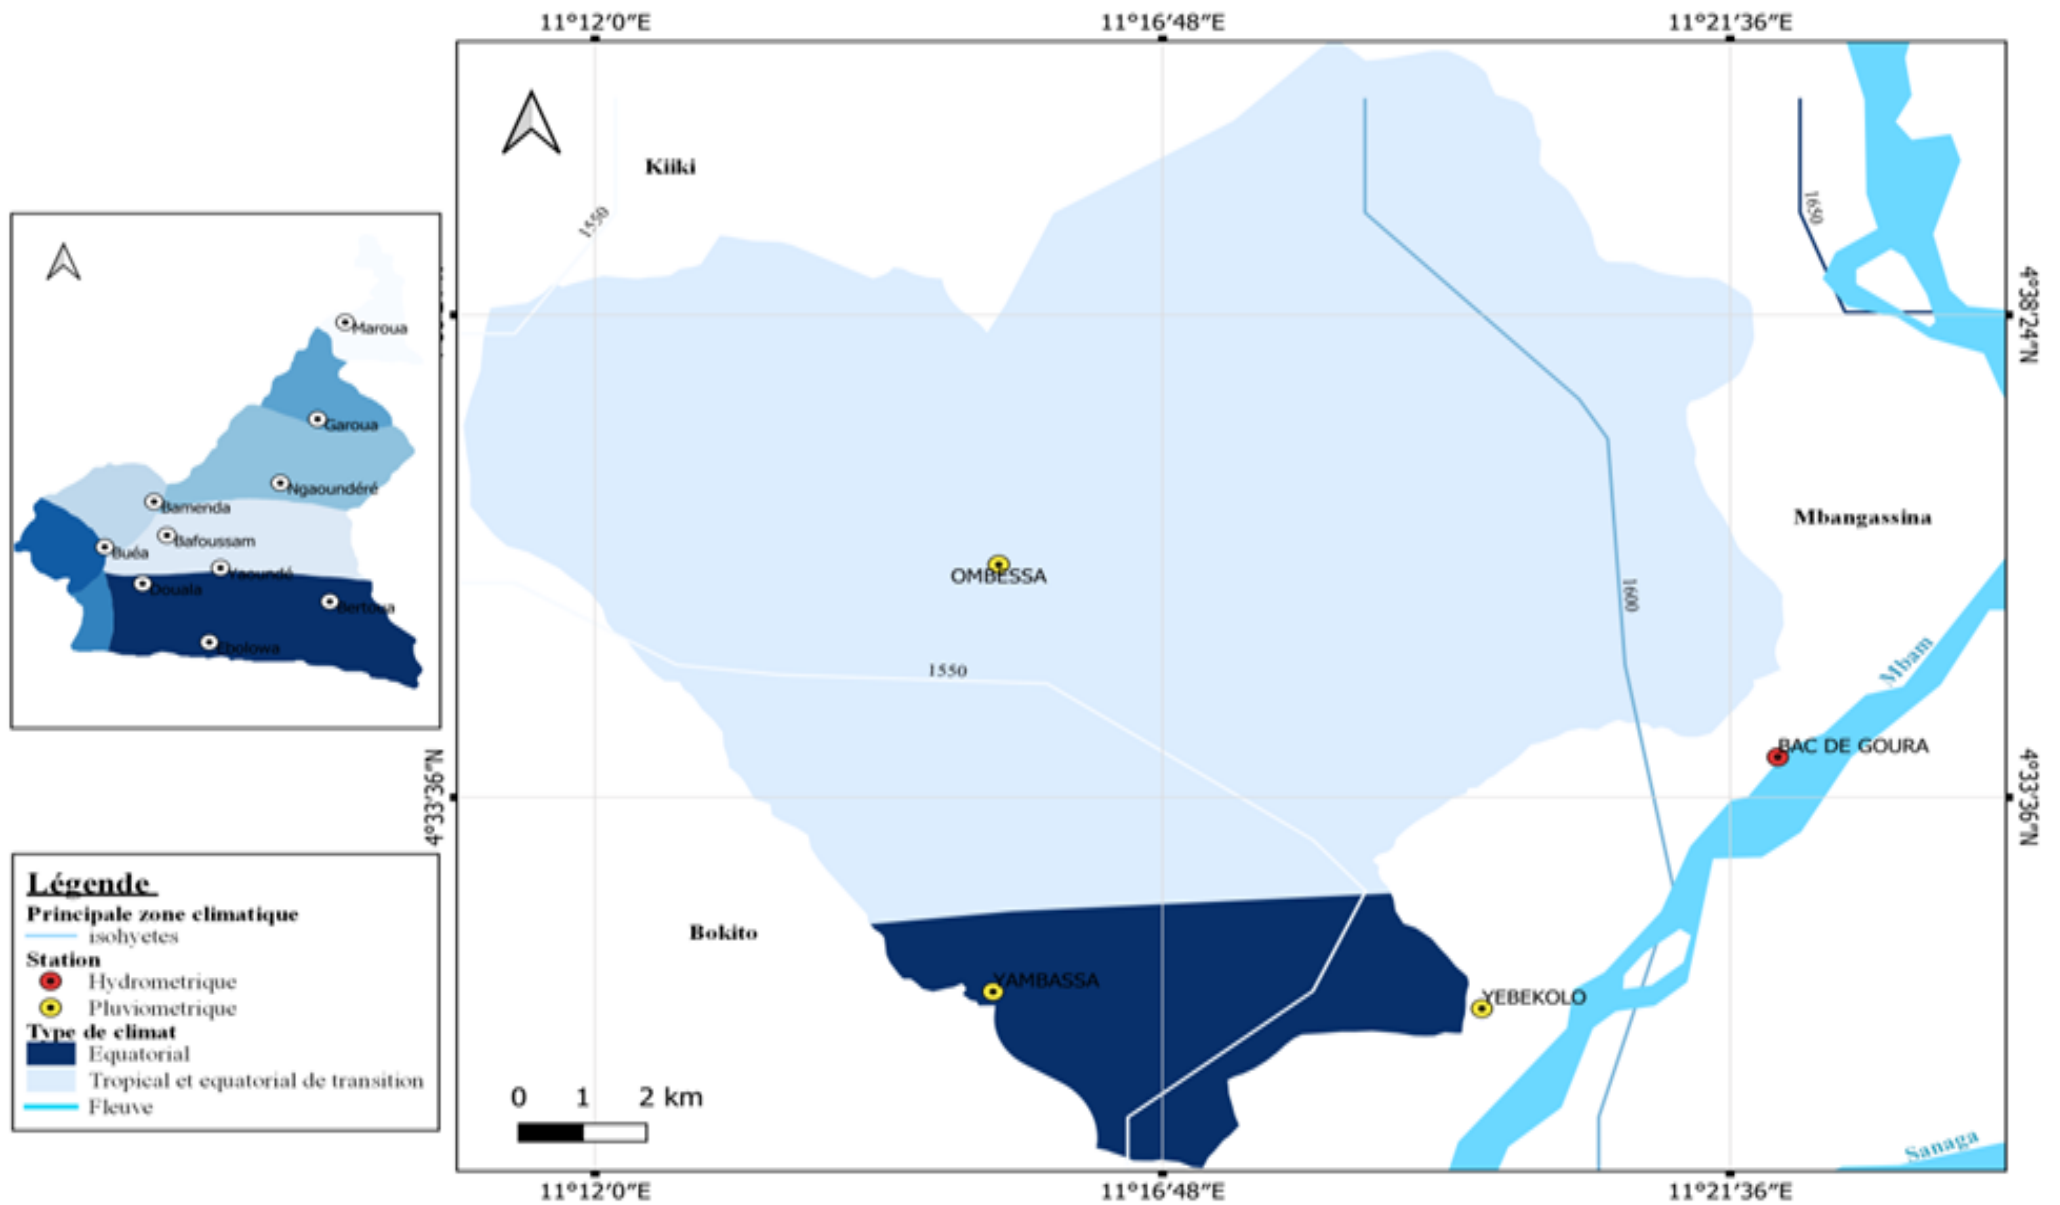 11°12′0″E
11°16′48″E
11°21′36″E
Kiiki
1550
1650
4°38′24″N
Maroua
Garoua
Ngaoundéré
Bamenda
Bafoussam
Buéa
Yaoundé
Douala
Bertoua
Ebolowa
Mbangassina
OMBESSA
1600
1550
Mbam
BAC DE GOURA
4°33′36″N
4°33′36″N
Bokito
YAMBASSA
YEBEKOLO
Sanaga
0 1 2 km
Légende
Principale zone climatique
isohyetes
Station
Hydrometrique
Pluviometrique
Type de climat
Equatorial
Tropical et equatorial de transition
Fleuve
11°12′0″E
11°16′48″E
11°21′36″E